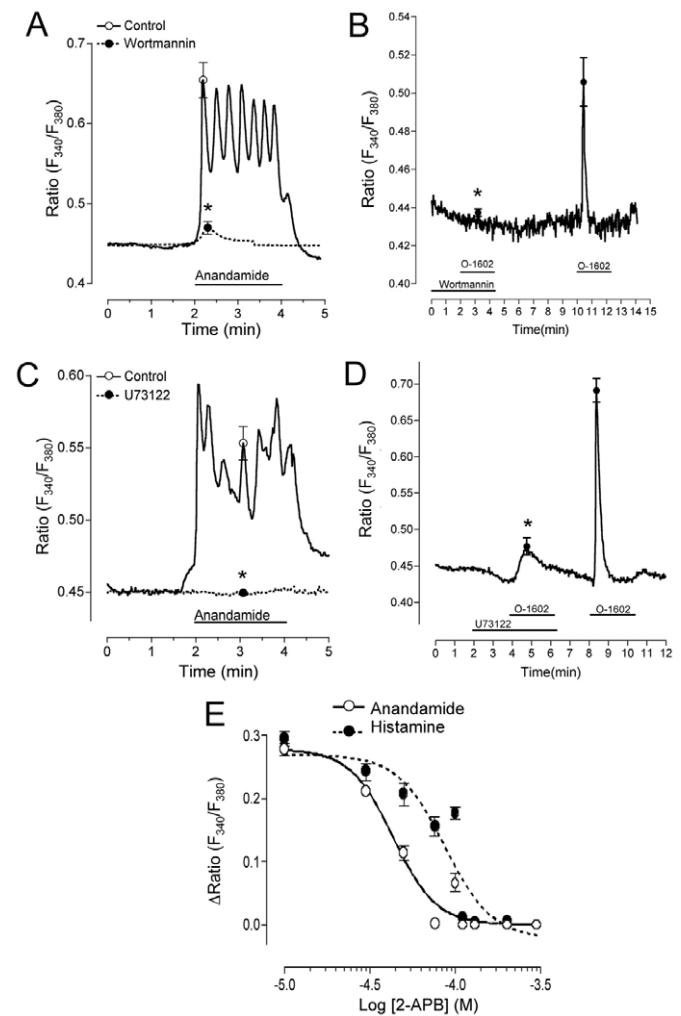 A
Control
Wortmannin
0.7
0.6
0.5
0.4
Ratio (F340/F380)
*
Anandamide
0 1 2 3 4 5
Time (min)
B
0.54
0.52
0.50
0.48
0.46
0.44
0.42
0.40
Ratio (F340/F380)
*
O-1602
O-1602
Wortmannin
0 1 2 3 4 5 6 7 8 9 10 11 12 13 14 15
Time(min)
C
Control
U73122
0.60
0.55
0.50
0.45
Ratio (F340/F380)
*
Anandamide
0 1 2 3 4 5
Time (min)
D
0.70
0.65
0.60
0.55
0.50
0.45
0.40
Ratio (F340/F380)
*
O-1602
O-1602
U73122
0 1 2 3 4 5 6 7 8 9 10 11 12
Time(min)
E
Anandamide
Histamine
0.3
0.2
0.1
0.0
ΔRatio (F340/F380)
-5.0 -4.5 -4.0 -3.5
Log [2-APB] (M)